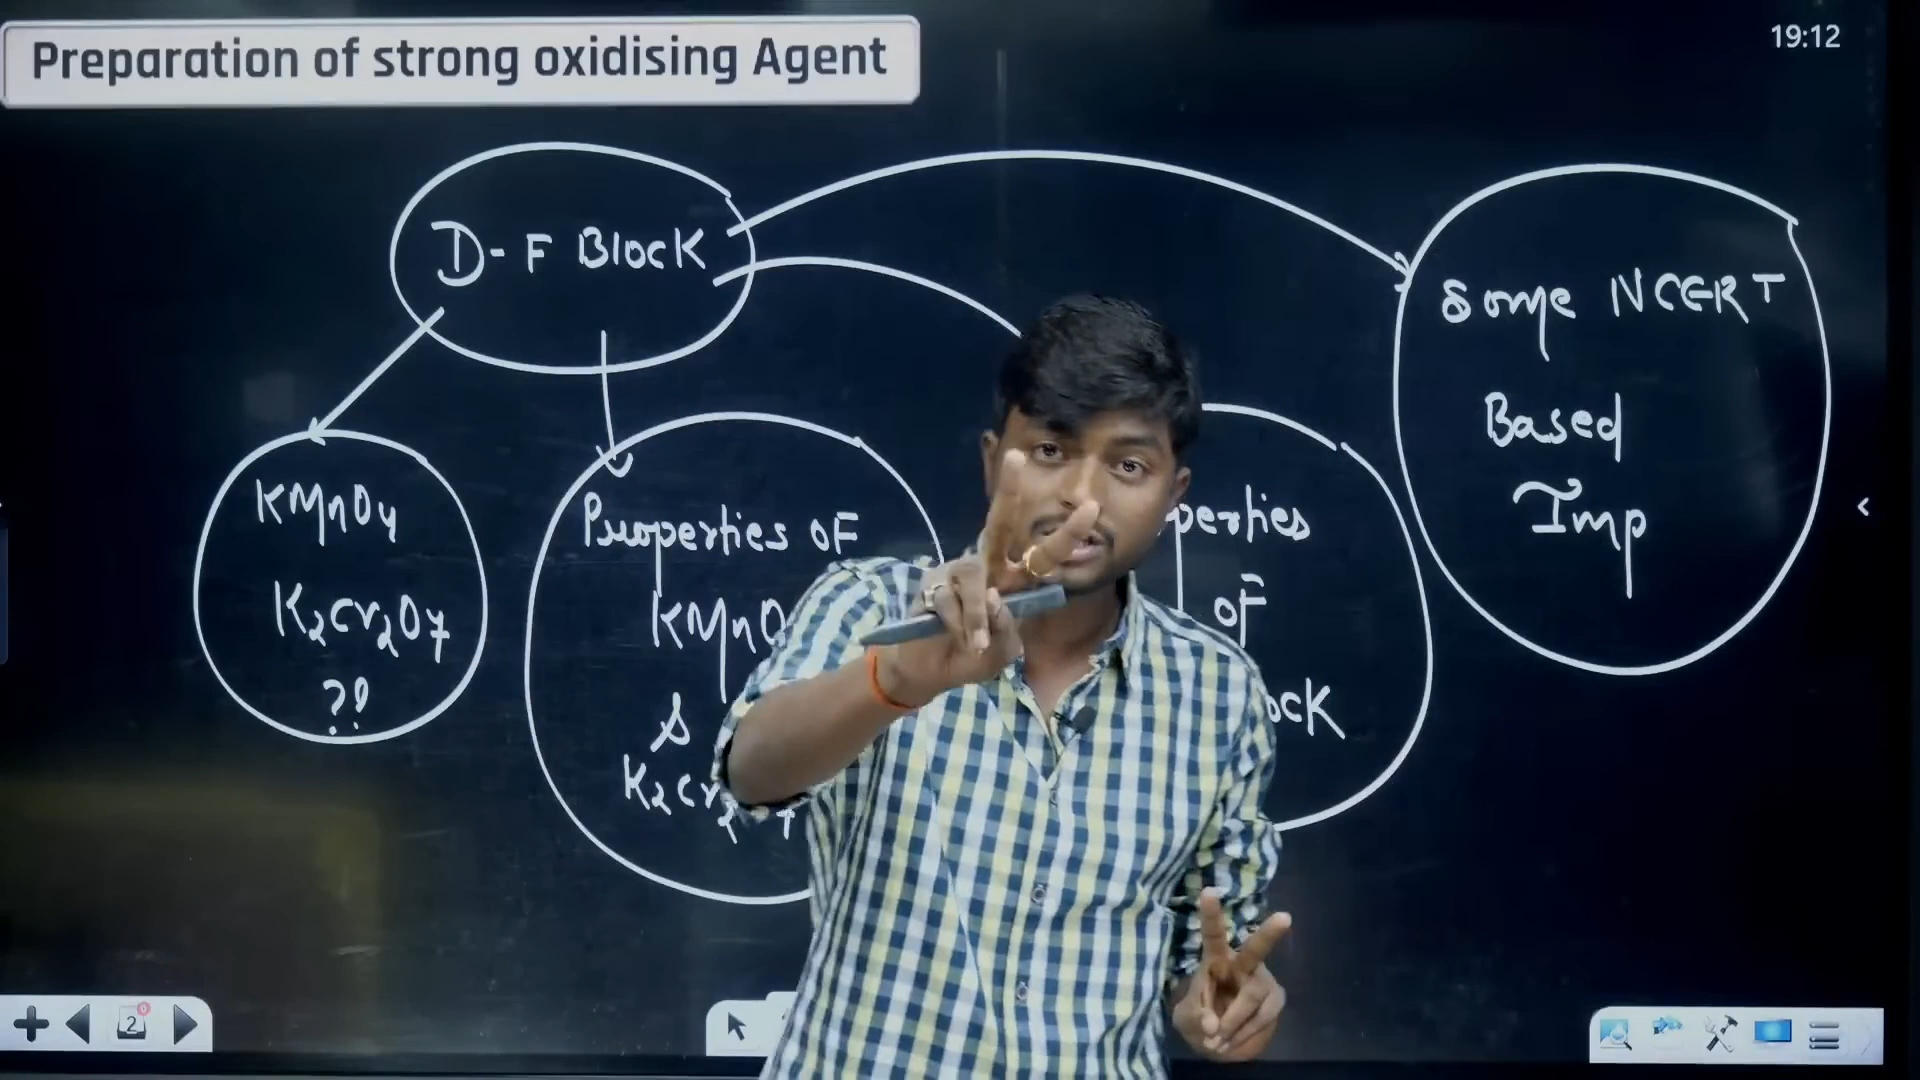 Preparation of strong oxidising Agent
19:12
D-F Block
KMnO4
K2Cr2O7
??
Properties OF
KMnO
&
K2Cr2
perties
OF
ock
Some NCERT
Based
Imp
2